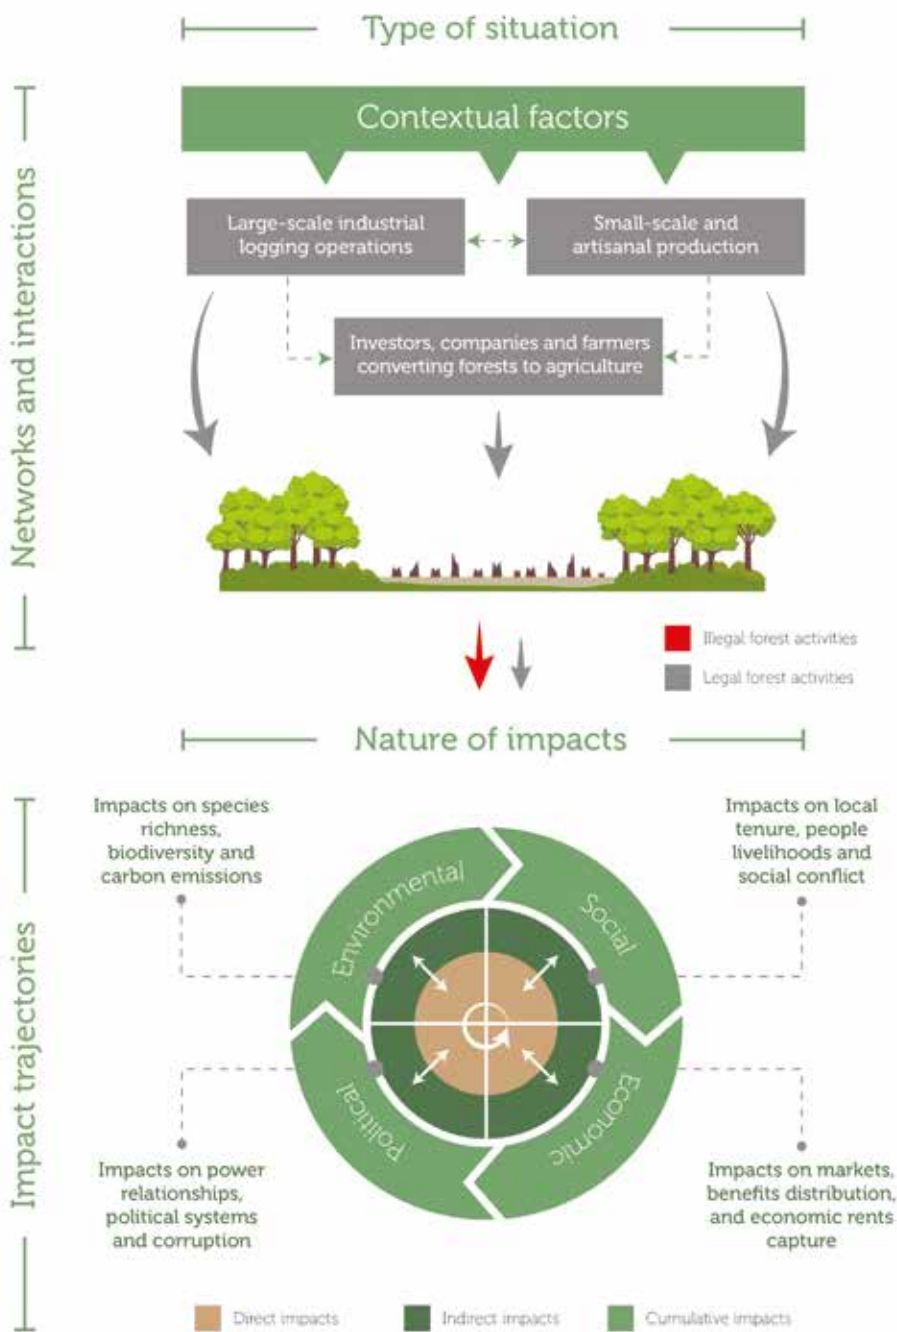 Type of situation
Networks and interactions
Contextual factors
Large-scale industrial
logging operations
Small-scale and
artisanal production
Investors, companies and farmers
converting forests to agriculture
Illegal forest activities
Legal forest activities
Nature of impacts
Impact trajectories
Impacts on species
richness,
biodiversity and
carbon emissions
Impacts on local
tenure, people
livelihoods and
social conflict
Environmental
Social
Political
Economic
Impacts on power
relationships,
political systems
and corruption
Impacts on markets,
benefits distribution,
and economic rents
capture
Direct impacts
Indirect impacts
Cumulative impacts